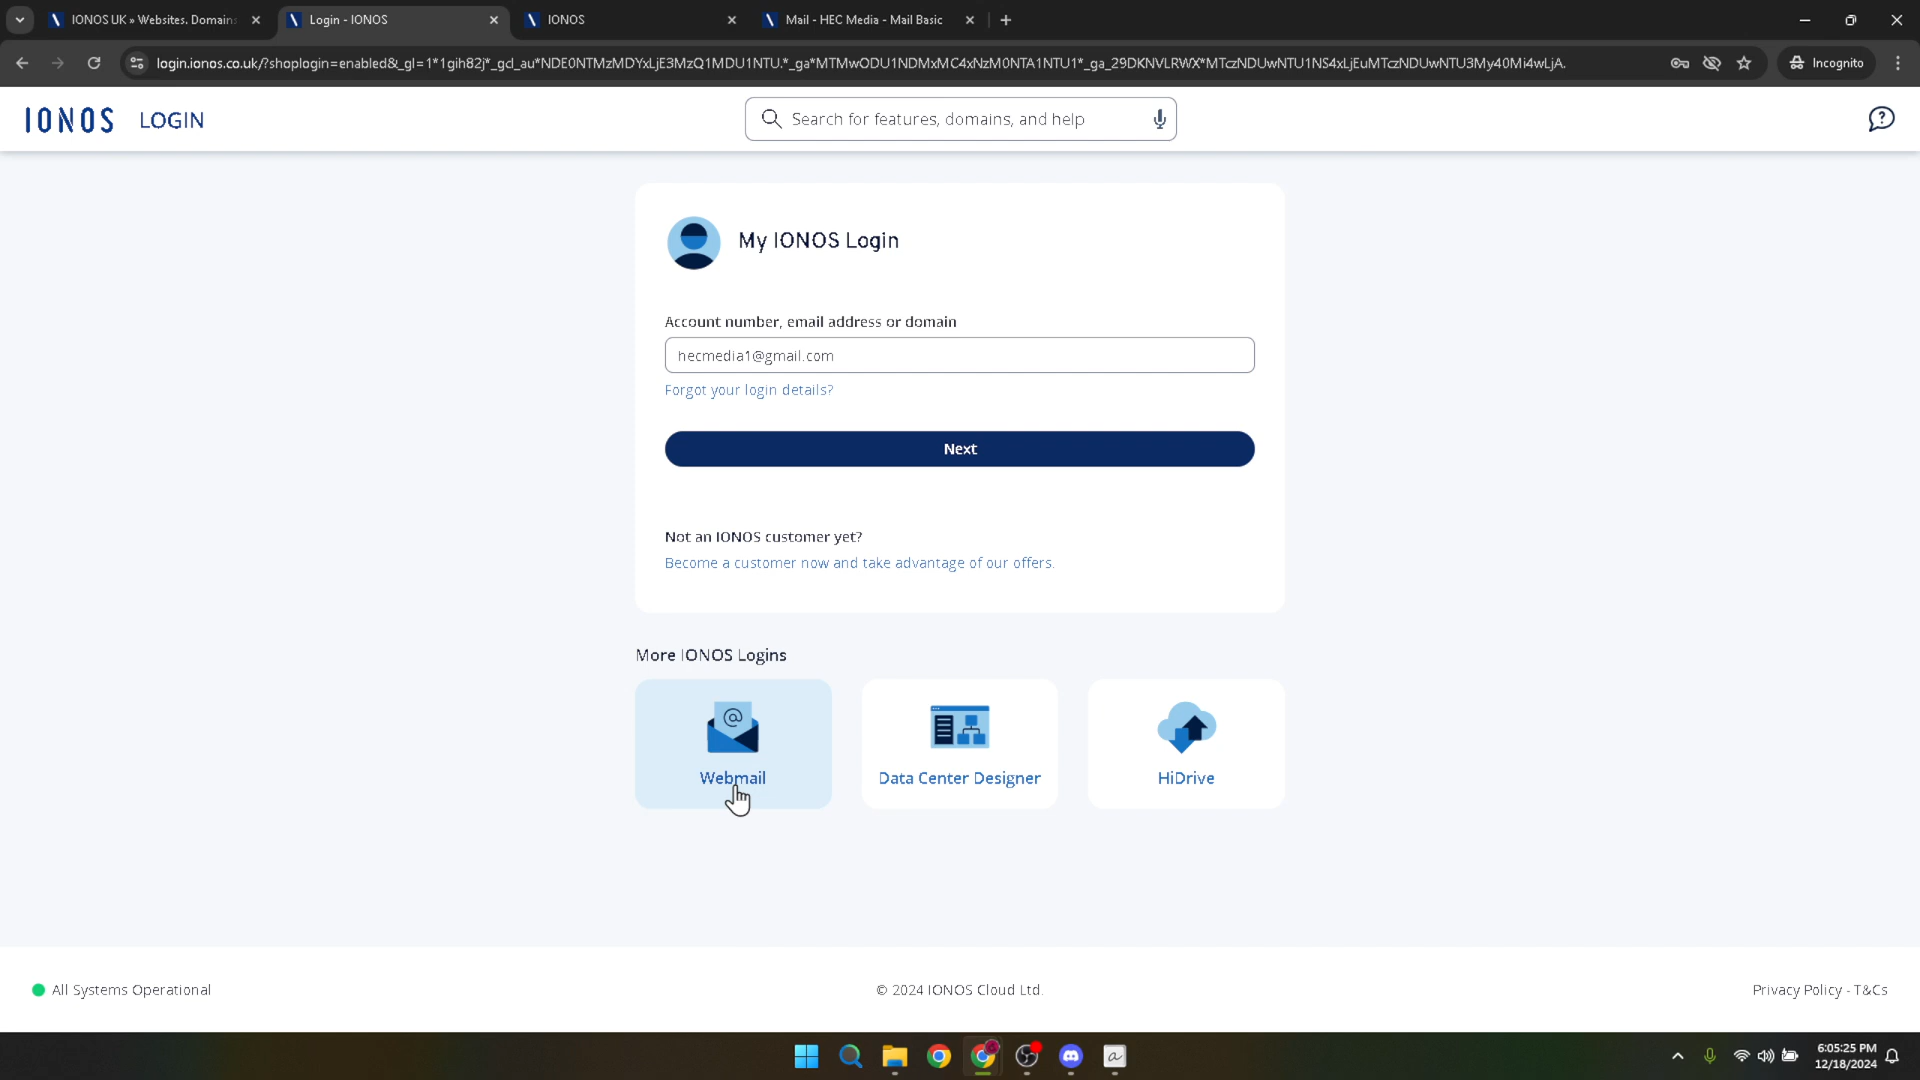 IONOS UK » Websites. Domains
Login - IONOS
IONOS
Mail - HEC Media - Mail Basic
login.ionos.co.uk/?shoplogin=enabled&_gl=1*1gih82j*_gcl_au*NDE0NTMzMDYxLjE3MzQ1MDU1NTU.*_ga*MTMwODU1NDMxMC4xNzM0NTA1NTU1*_ga_29DKNVLRWX*MTczNDUwNTU1NS4xLjEuMTczNDUwNTU3My40Mi4wLjA.
Incognito
IONOS LOGIN
Search for features, domains, and help
My IONOS Login
Account number, email address or domain
hecmedia1@gmail.com
Forgot your login details?
Next
Not an IONOS customer yet?
Become a customer now and take advantage of our offers.
More IONOS Logins
Webmail
Data Center Designer
HiDrive
All Systems Operational
© 2024 IONOS Cloud Ltd.
Privacy Policy - T&Cs
6:05:25 PM
12/18/2024